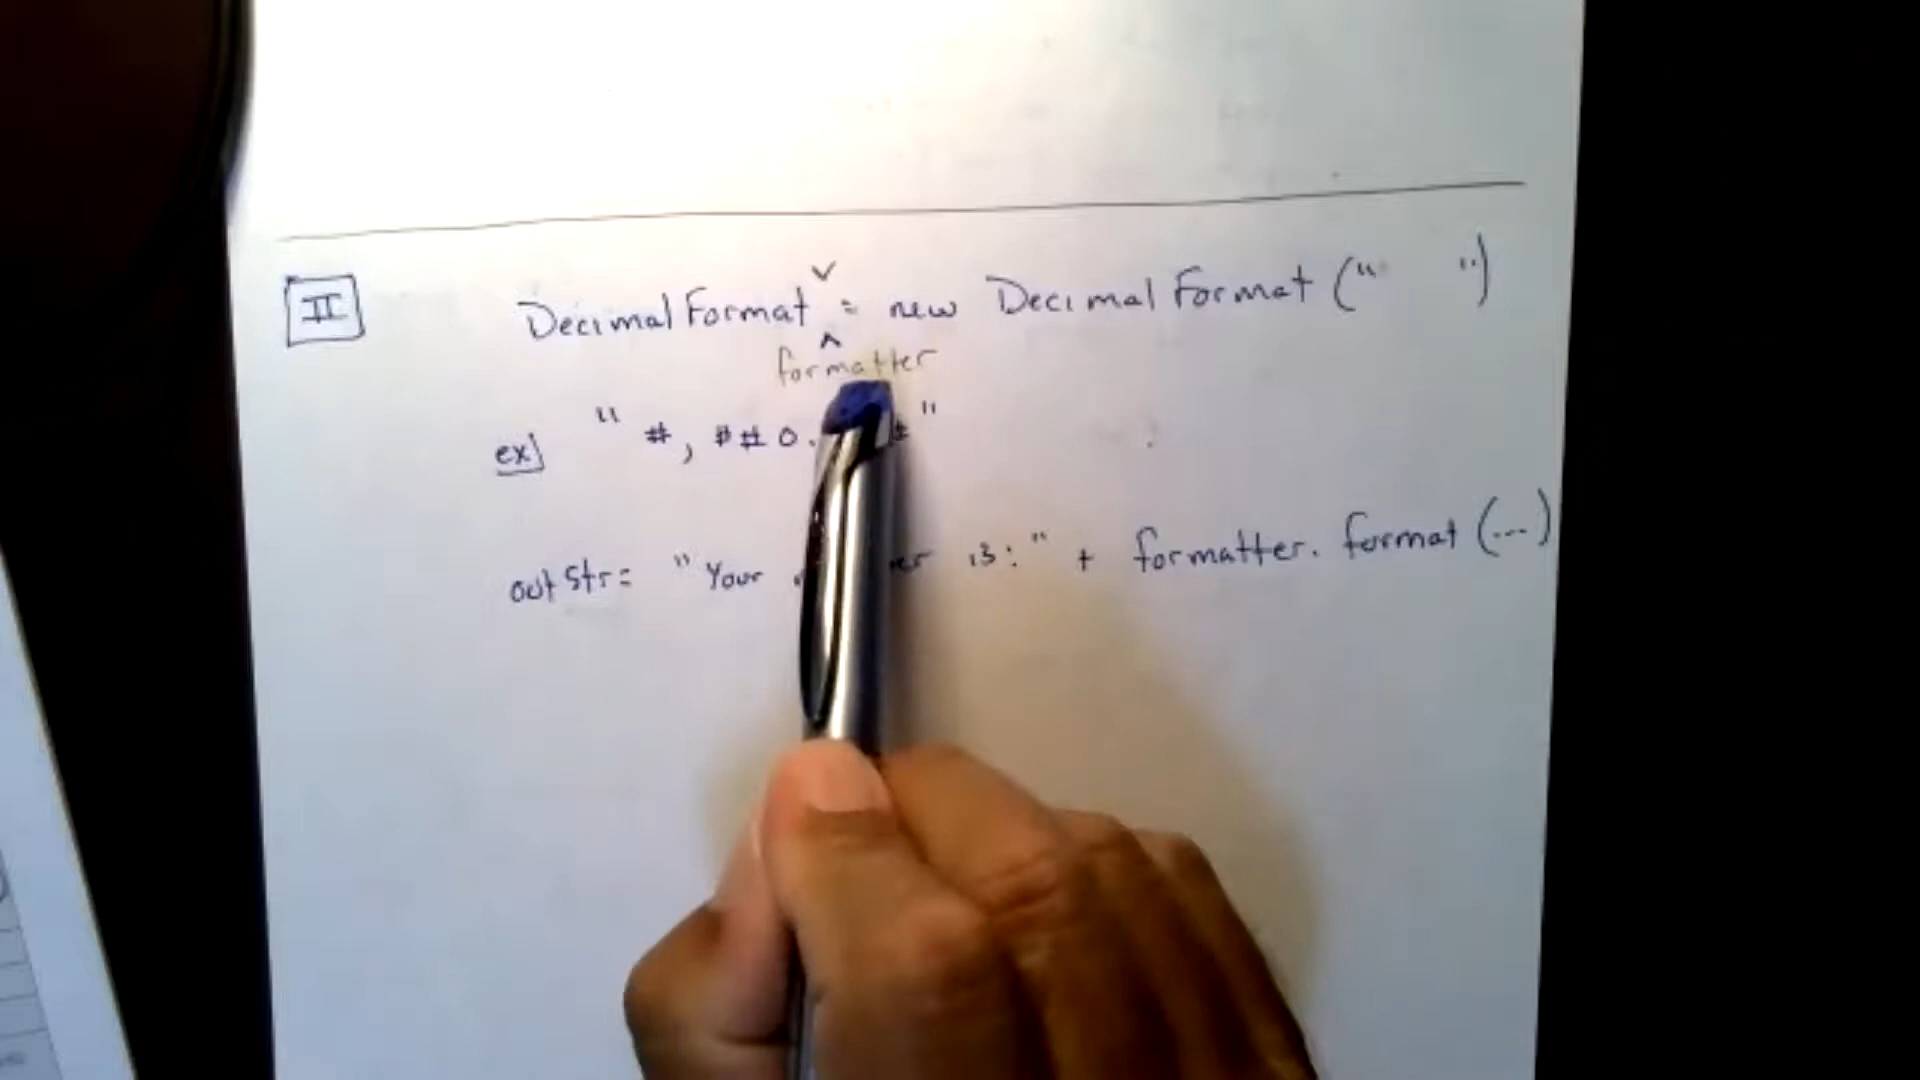 II DecimalFormat = new DecimalFormat (" ")
formatter
ex " #, ##0. "
outStr= "Your is: " + formatter. format (...)